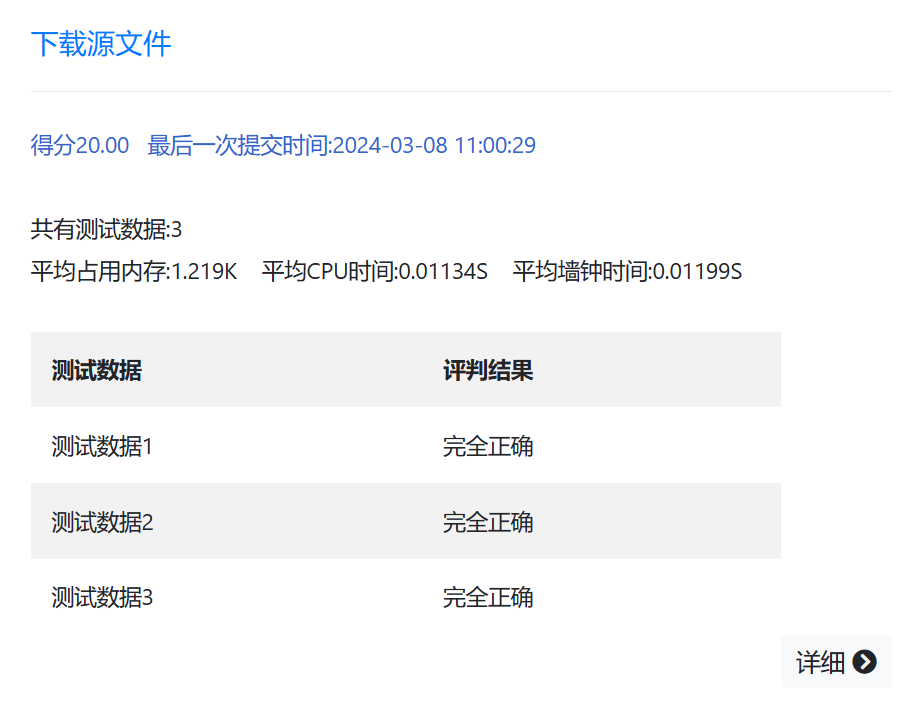 下载源文件
得分20.00 最后一次提交时间:2024-03-08 11:00:29
共有测试数据:3
平均占用内存:1.219K 平均CPU时间:0.01134S 平均墙钟时间:0.01199S
测试数据 评判结果
测试数据1 完全正确
测试数据2 完全正确
测试数据3 完全正确
详细